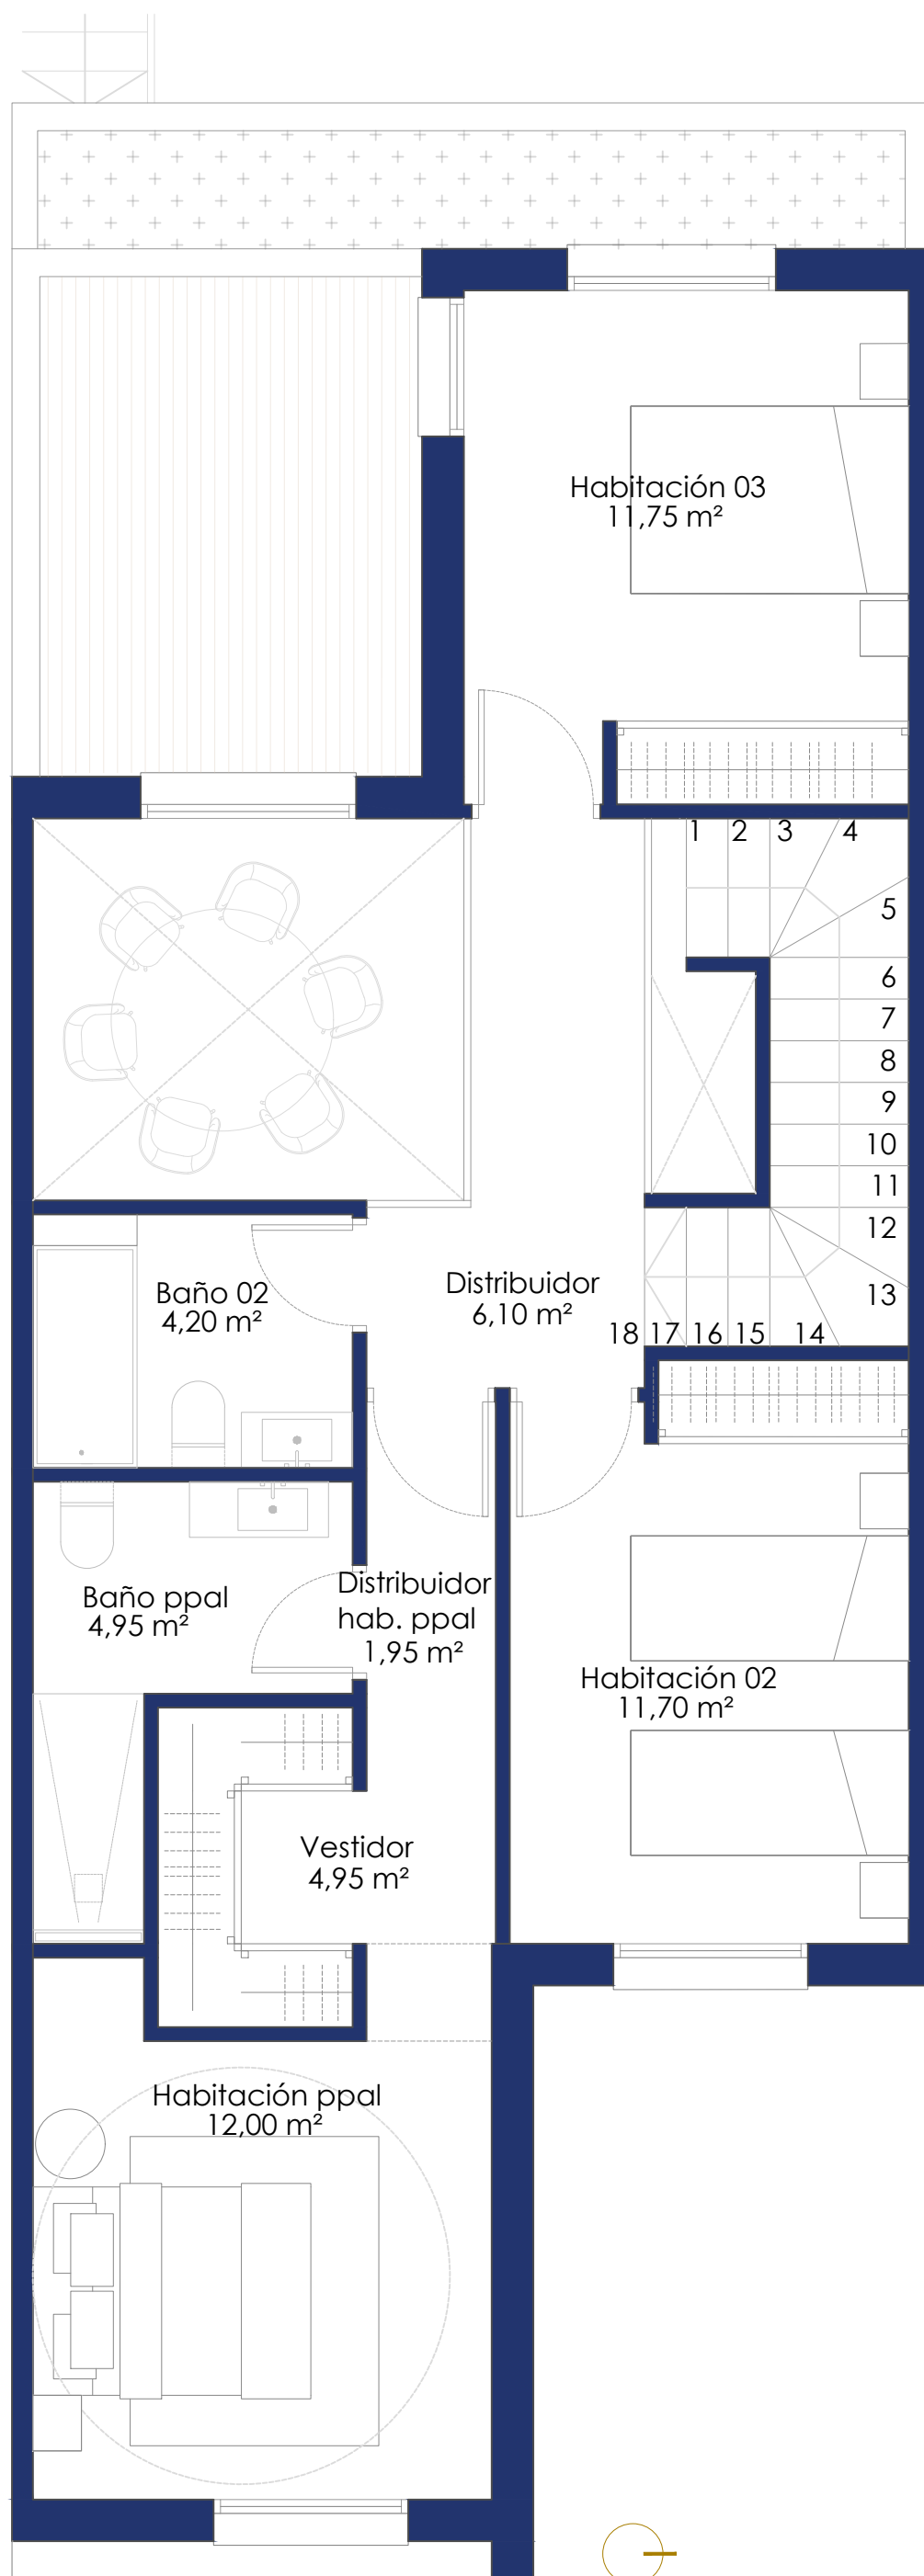 Habitación 03
11,75 m²
1
2
3
4
5
6
7
8
9
10
11
12
13
14
15
16
17
18
Baño 02
4,20 m²
Distribuidor
6,10 m²
Baño ppal
4,95 m²
Distribuidor
hab. ppal
1,95 m²
Habitación 02
11,70 m²
Vestidor
4,95 m²
Habitación ppal
12,00 m²